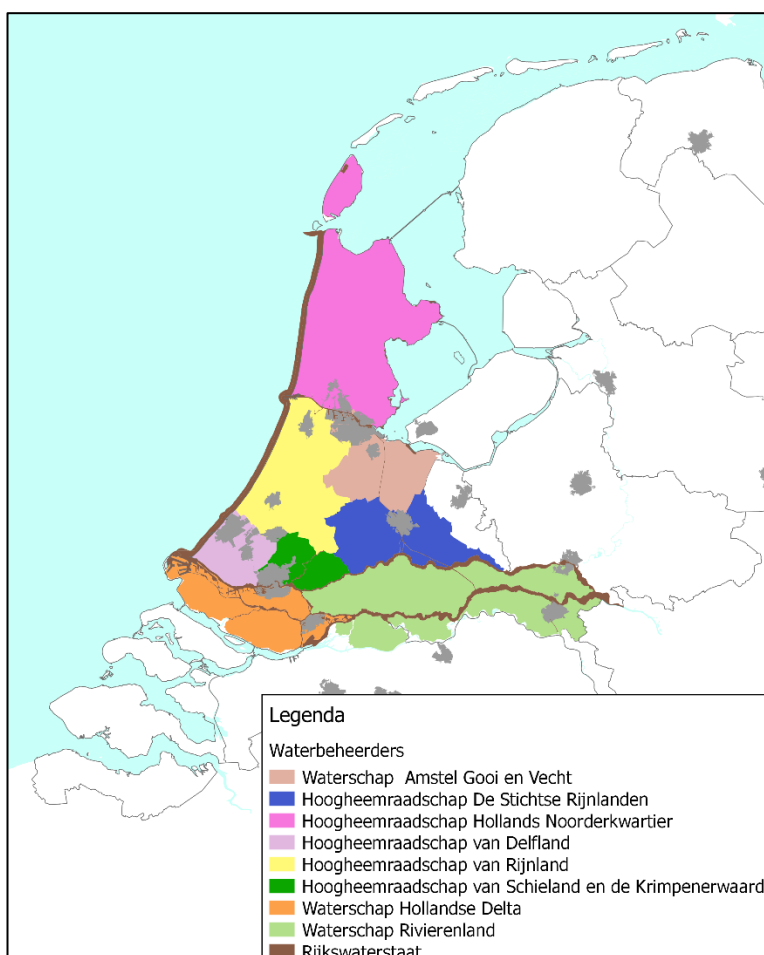 Legenda
Waterbeheerders
Waterschap Amstel Gooi en Vecht
Hoogheemraadschap De Stichtse Rijnlanden
Hoogheemraadschap Hollands Noorderkwartier
Hoogheemraadschap van Delfland
Hoogheemraadschap van Rijnland
Hoogheemraadschap van Schieland en de Krimpenerwaard
Waterschap Hollandse Delta
Waterschap Rivierenland
Rijkswaterstaat